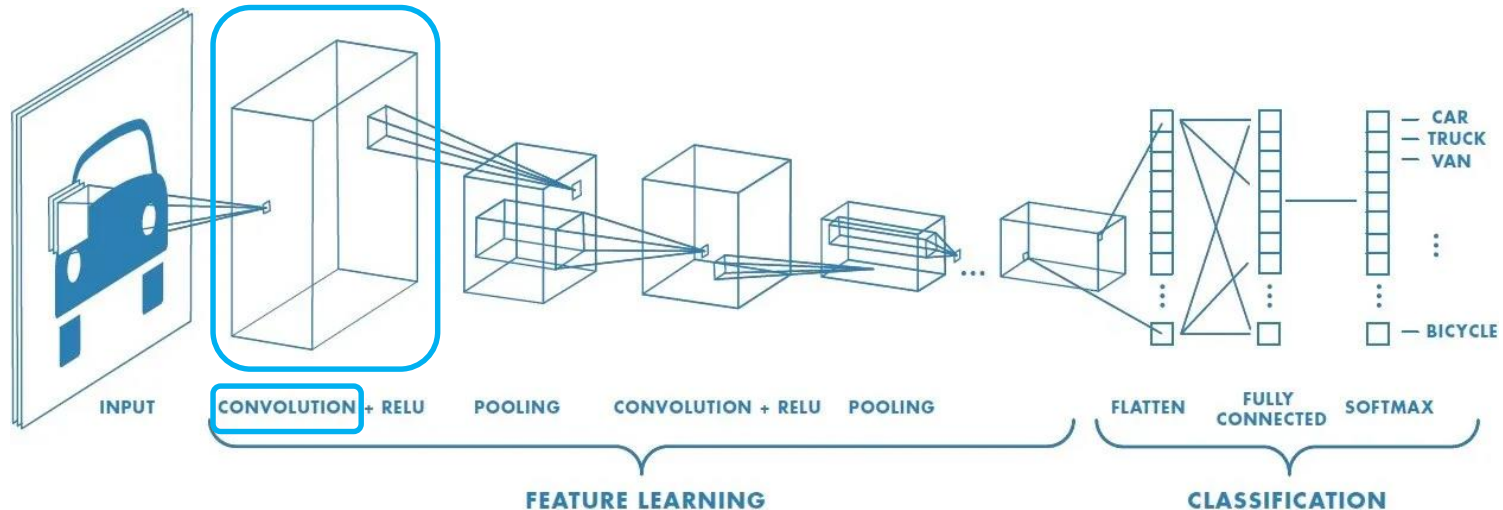 CAR
TRUCK
VAN
BICYCLE
INPUT
CONVOLUTION + RELU
POOLING
CONVOLUTION + RELU
POOLING
FLATTEN
FULLY
CONNECTED
SOFTMAX
FEATURE LEARNING
CLASSIFICATION